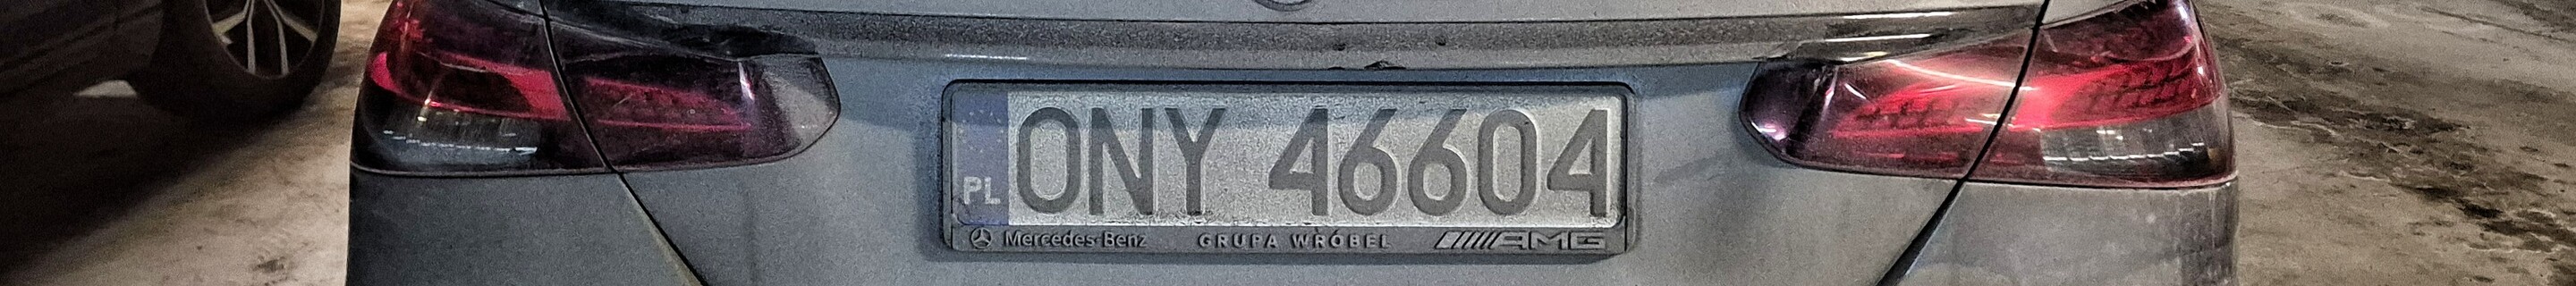 PL ONY 46604
Mercedes-Benz GRUPA WRÓBEL AMG